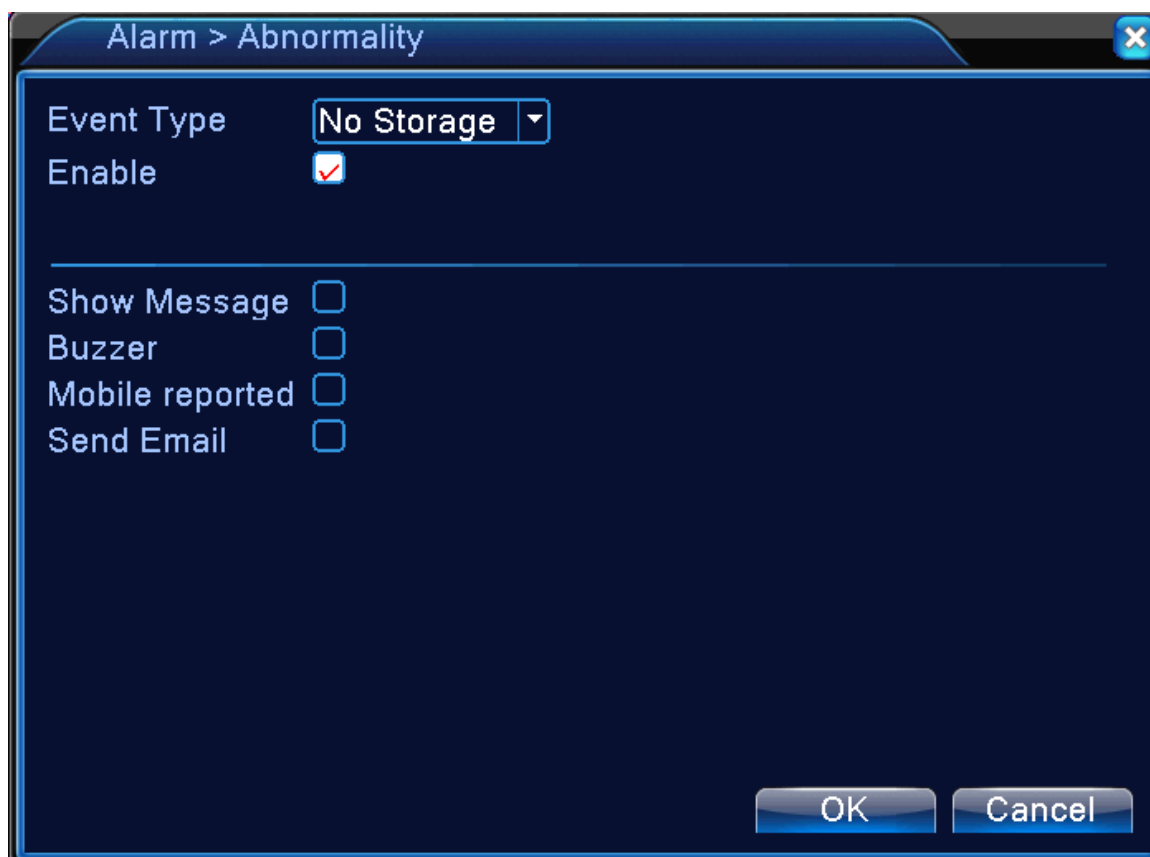 Alarm > Abnormality
Event Type No Storage
Enable
Show Message
Buzzer
Mobile reported
Send Email
OK Cancel